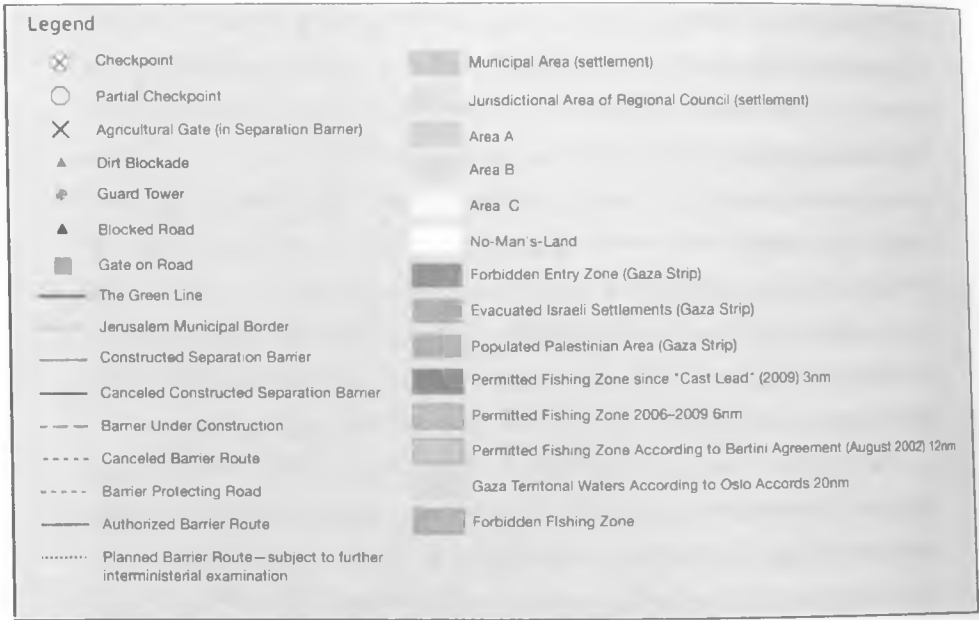 Legend
Checkpoint
Partial Checkpoint
Agricultural Gate (in Separation Barrier)
Dirt Blockade
Guard Tower
Blocked Road
Gate on Road
The Green Line
Jerusalem Municipal Border
Constructed Separation Barrier
Canceled Constructed Separation Barrier
Barrier Under Construction
Canceled Barrier Route
Barrier Protecting Road
Authorized Barrier Route
Planned Barrier Route—subject to further
interministerial examination
Municipal Area (settlement)
Jurisdictional Area of Regional Council (settlement)
Area A
Area B
Area C
No-Man's-Land
Forbidden Entry Zone (Gaza Strip)
Evacuated Israeli Settlements (Gaza Strip)
Populated Palestinian Area (Gaza Strip)
Permitted Fishing Zone since "Cast Lead" (2009) 3nm
Permitted Fishing Zone 2006–2009 6nm
Permitted Fishing Zone According to Bertini Agreement (August 2002) 12nm
Gaza Territorial Waters According to Oslo Accords 20nm
Forbidden Fishing Zone